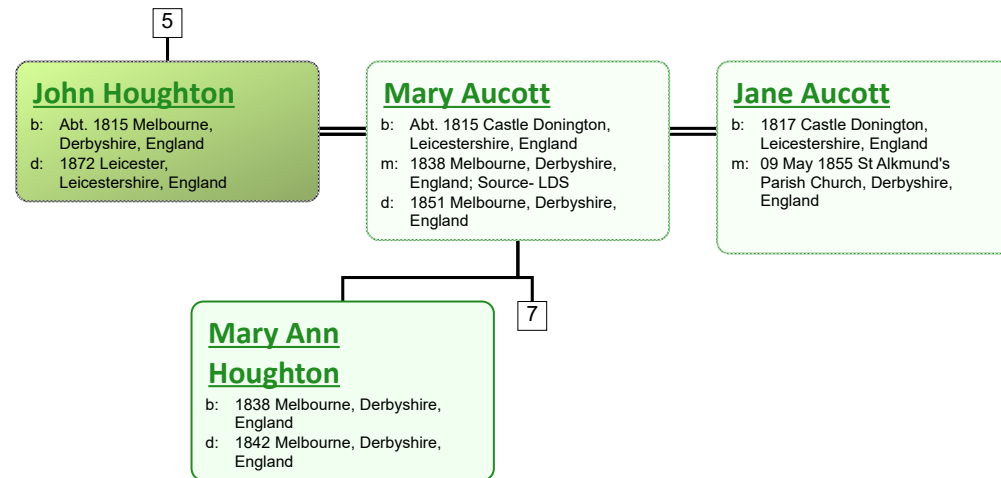 5
John Houghton
b: Abt. 1815 Melbourne,
Derbyshire, England
d: 1872 Leicester,
Leicestershire, England
Mary Aucott
b: Abt. 1815 Castle Donington,
Leicestershire, England
m: 1838 Melbourne, Derbyshire,
England; Source- LDS
d: 1851 Melbourne, Derbyshire,
England
Jane Aucott
b: 1817 Castle Donington,
Leicestershire, England
m: 09 May 1855 St Alkmund's
Parish Church, Derbyshire,
England
7
Mary Ann
Houghton
b: 1838 Melbourne, Derbyshire,
England
d: 1842 Melbourne, Derbyshire,
England